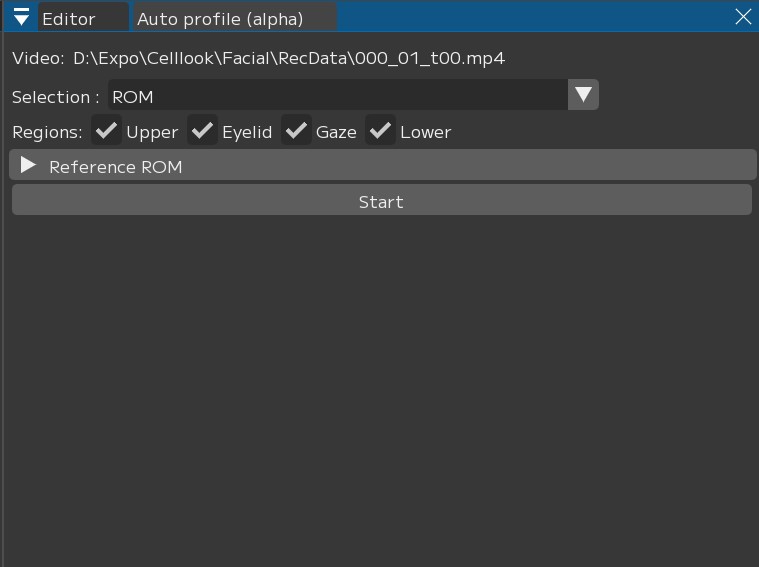 Editor Auto profile (alpha)
Video: D:\Expo\Celllook\Facial\RecData\000_01_t00.mp4
Selection : ROM
Regions: Upper Eyelid Gaze Lower
Reference ROM
Start